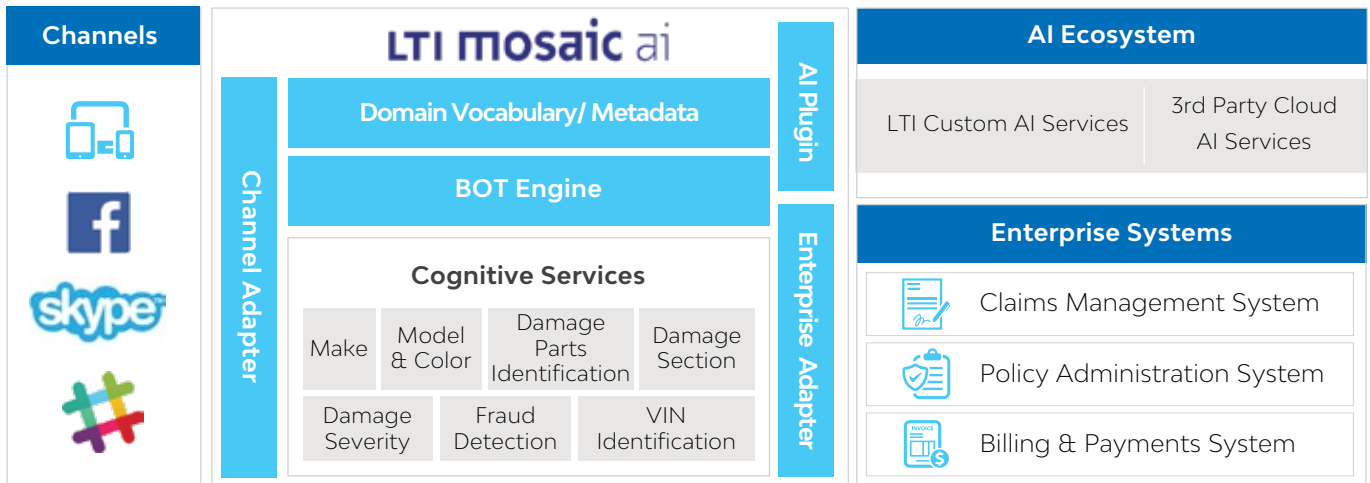 Channels
skype
TM
LTI mosaic ai
Channel Adapter
Domain Vocabulary/ Metadata
BOT Engine
Cognitive Services
Make
Model
& Color
Damage
Parts
Identification
Damage
Section
Damage
Severity
Fraud
Detection
VIN
Identification
AI Plugin
Enterprise Adapter
AI Ecosystem
LTI Custom AI Services
3rd Party Cloud
AI Services
Enterprise Systems
Claims Management System
Policy Administration System
INVOICE
$
Billing & Payments System